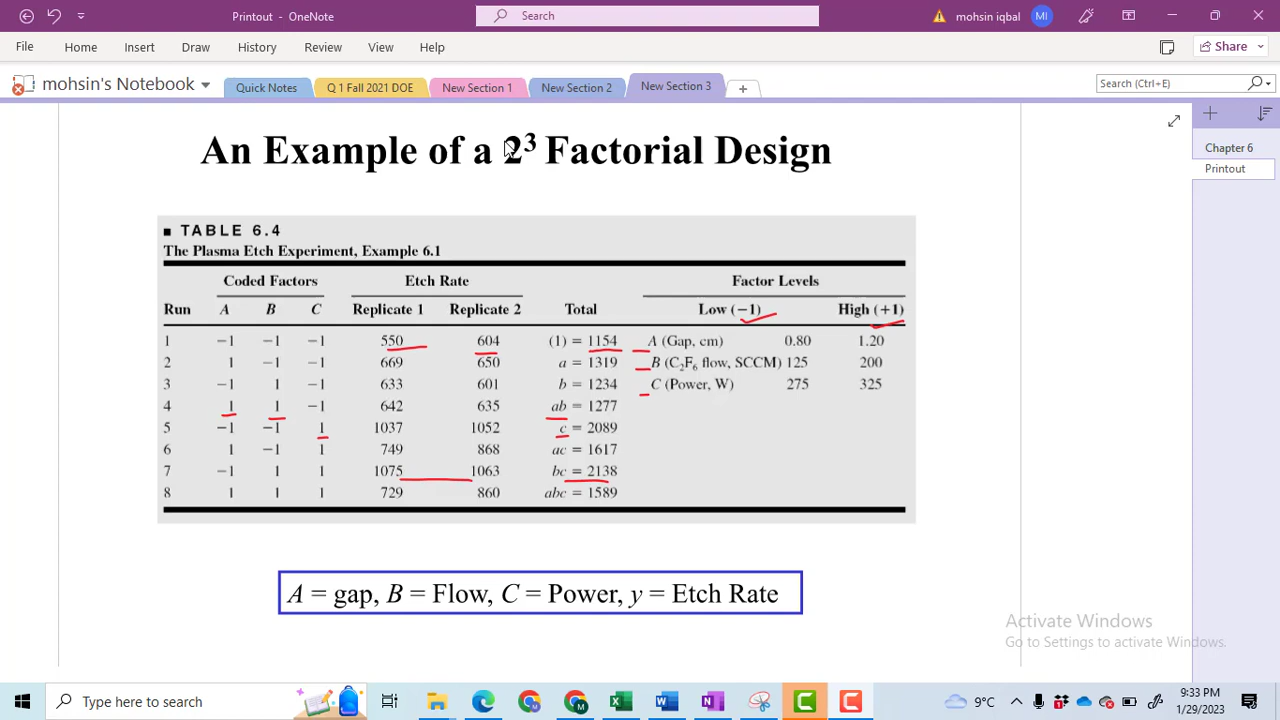 Printout - OneNote
Search
mohsin iqbal
MI
File Home Insert Draw History Review View Help
Share
mohsin's Notebook
Quick Notes
Q 1 Fall 2021 DOE
New Section 1
New Section 2
New Section 3
Search (Ctrl+E)
Chapter 6
Printout
An Example of a 2³ Factorial Design
TABLE 6.4
The Plasma Etch Experiment, Example 6.1
Coded Factors Etch Rate Factor Levels
Run A B C Replicate 1 Replicate 2 Total Low (−1) High (+1)
1 −1 −1 −1 550 604 (1) = 1154 A (Gap, cm) 0.80 1.20
2 1 −1 −1 669 650 a = 1319 B (C₂F₆ flow, SCCM) 125 200
3 −1 1 −1 633 601 b = 1234 C (Power, W) 275 325
4 1 1 −1 642 635 ab = 1277
5 −1 −1 1 1037 1052 c = 2089
6 1 −1 1 749 868 ac = 1617
7 −1 1 1 1075 1063 bc = 2138
8 1 1 1 729 860 abc = 1589
A = gap, B = Flow, C = Power, y = Etch Rate
Activate Windows
Go to Settings to activate Windows.
Type here to search
9°C
9:33 PM
1/29/2023